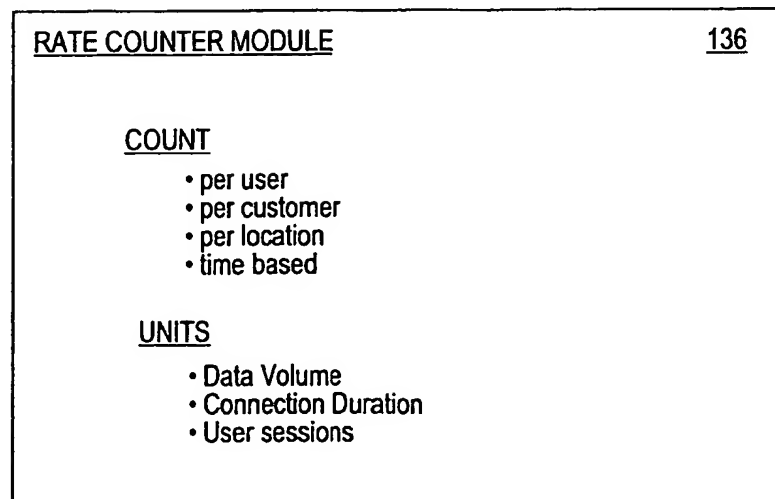 RATE COUNTER MODULE 136
COUNT
• per user
• per customer
• per location
• time based
UNITS
• Data Volume
• Connection Duration
• User sessions